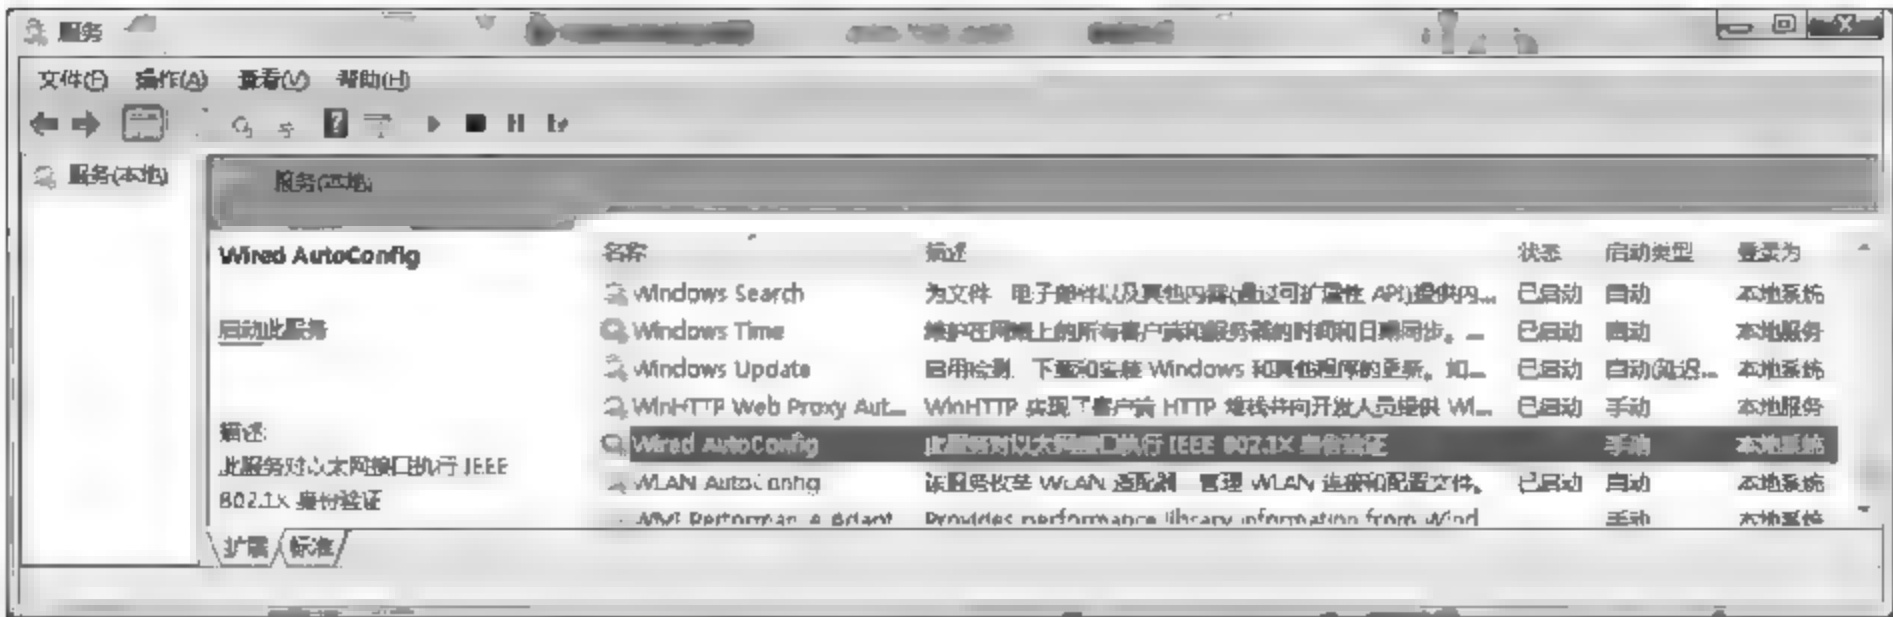 服务
文件(F) 操作(A) 查看(V) 帮助(H)
服务(本地)
服务(本地)
Wired AutoConfig
启动此服务
描述:
此服务对以太网接口执行 IEEE
802.1X 身份验证
名称 描述 状态 启动类型 登录为
Windows Search 为文件 电子邮件以及其他内容(通过可扩展性 API)提供内... 已启动 自动 本地系统
Windows Time 维护在网络上的所有客户端和服务器的时间和日期同步。... 已启动 自动 本地服务
Windows Update 启用检测 下载和安装 Windows 和其他程序的更新。如... 已启动 自动(延迟... 本地系统
WinHTTP Web Proxy Aut... WinHTTP 实现了客户端 HTTP 堆栈并向开发人员提供 Wi... 已启动 手动 本地服务
Wired AutoConfig 此服务对以太网接口执行 IEEE 802.1X 身份验证 手动 本地系统
WLAN AutoConfig 该服务枚举 WLAN 适配器 管理 WLAN 连接和配置文件。 已启动 自动 本地系统
WMI Performance Adapt Provides performance library information from Wind 手动 本地系统
扩展 标准